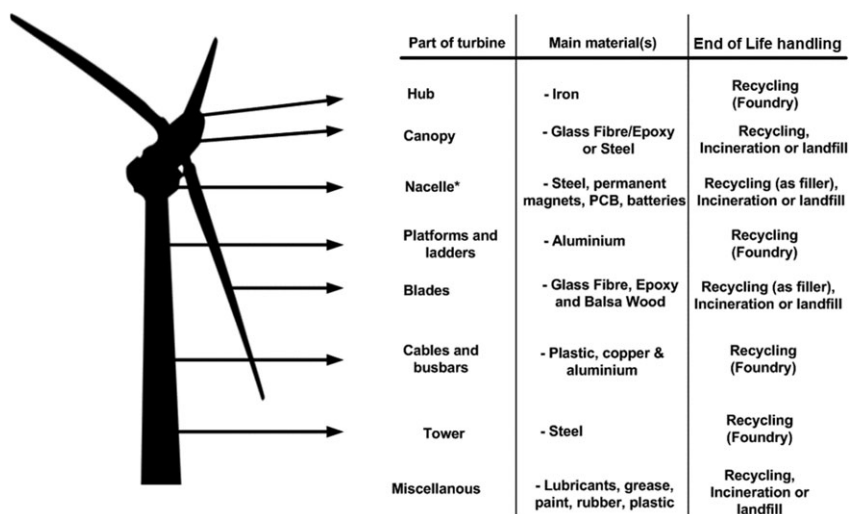 Part of turbine Main material(s) End of Life handling
Hub - Iron Recycling
(Foundry)
Canopy - Glass Fibre/Epoxy Recycling,
or Steel Incineration or landfill
Nacelle* - Steel, permanent Recycling (as filler),
magnets, PCB, batteries Incineration or landfill
Platforms and - Aluminium Recycling
ladders (Foundry)
Blades - Glass Fibre, Epoxy Recycling (as filler),
and Balsa Wood Incineration or landfill
Cables and - Plastic, copper & Recycling
busbars aluminium (Foundry)
Tower - Steel Recycling
(Foundry)
Miscellanous - Lubricants, grease, Recycling,
paint, rubber, plastic Incineration or
landfill